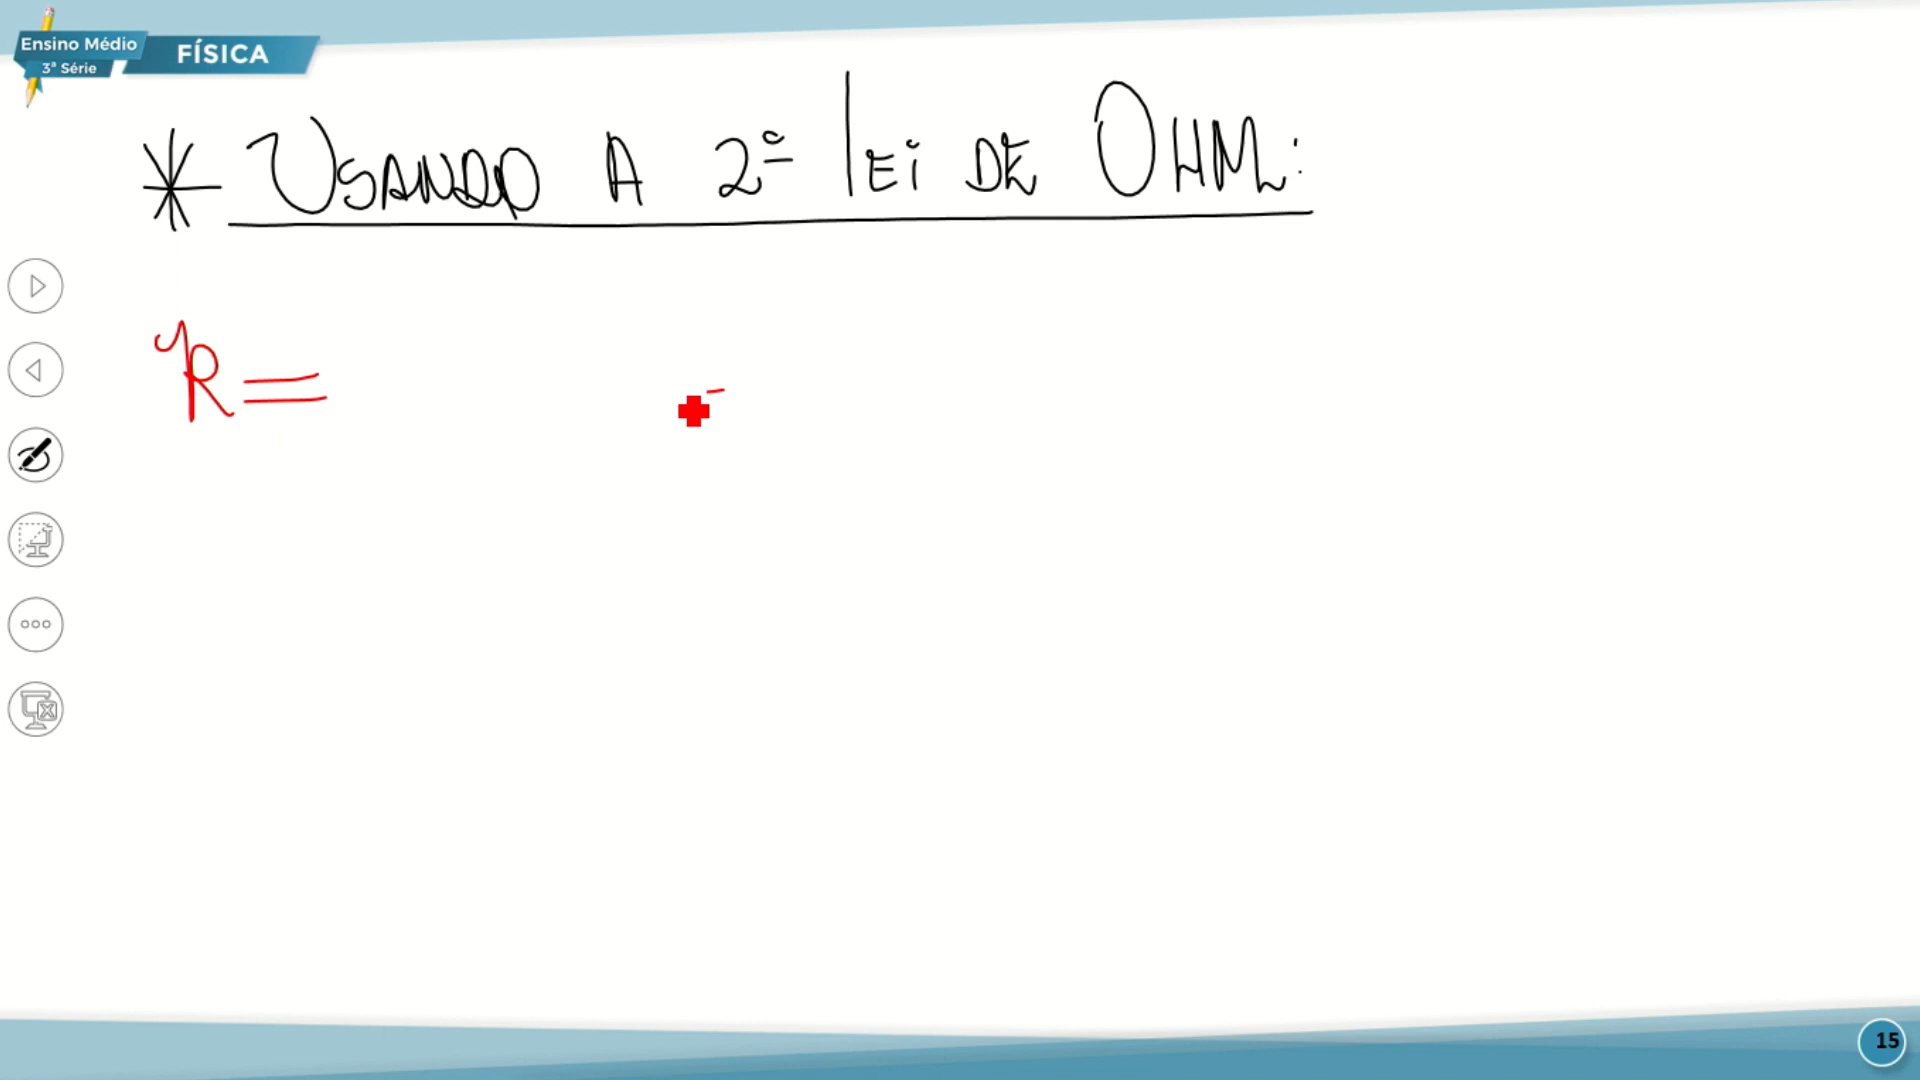 Ensino Médio
3ª Série
FÍSICA
* USANDO A 2ª LEI DE OHM:
R=
15